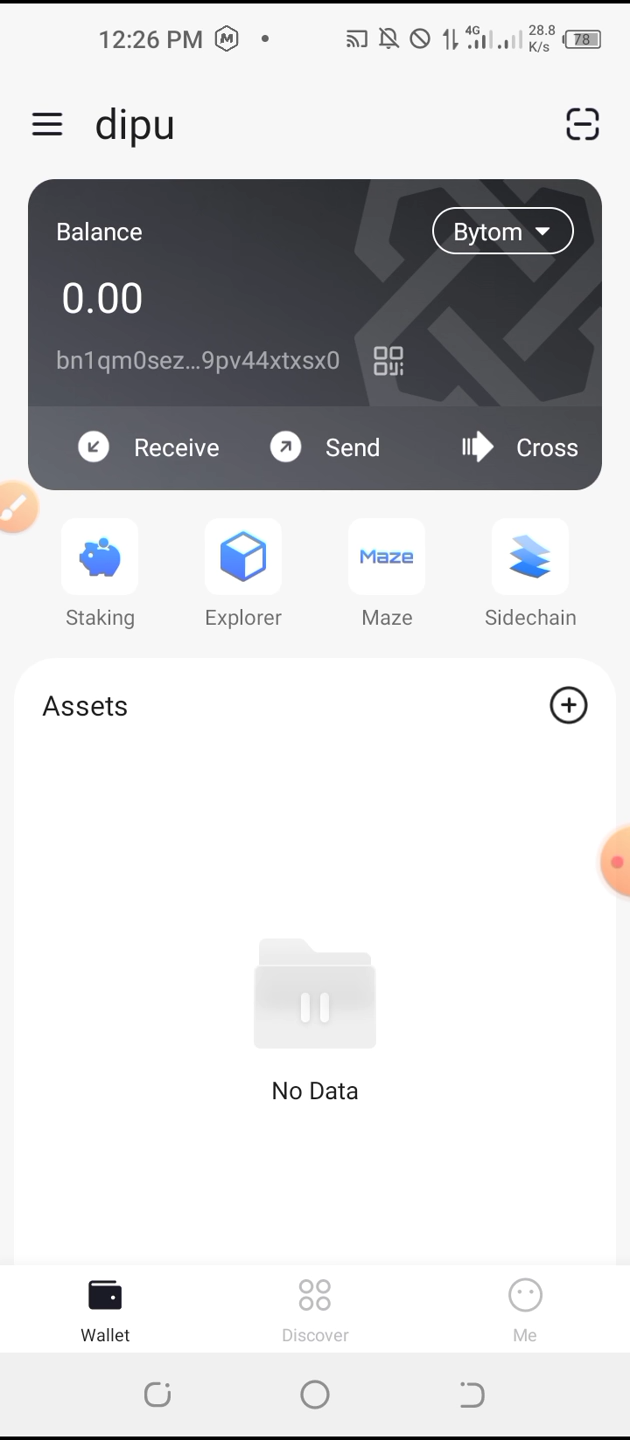 12:26 PM M 4G 28.8 K/s 78
dipu
Balance Bytom
0.00
bn1qm0sez...9pv44xtxsx0
Receive Send Cross
Maze
Staking Explorer Maze Sidechain
Assets
No Data
Wallet Discover Me